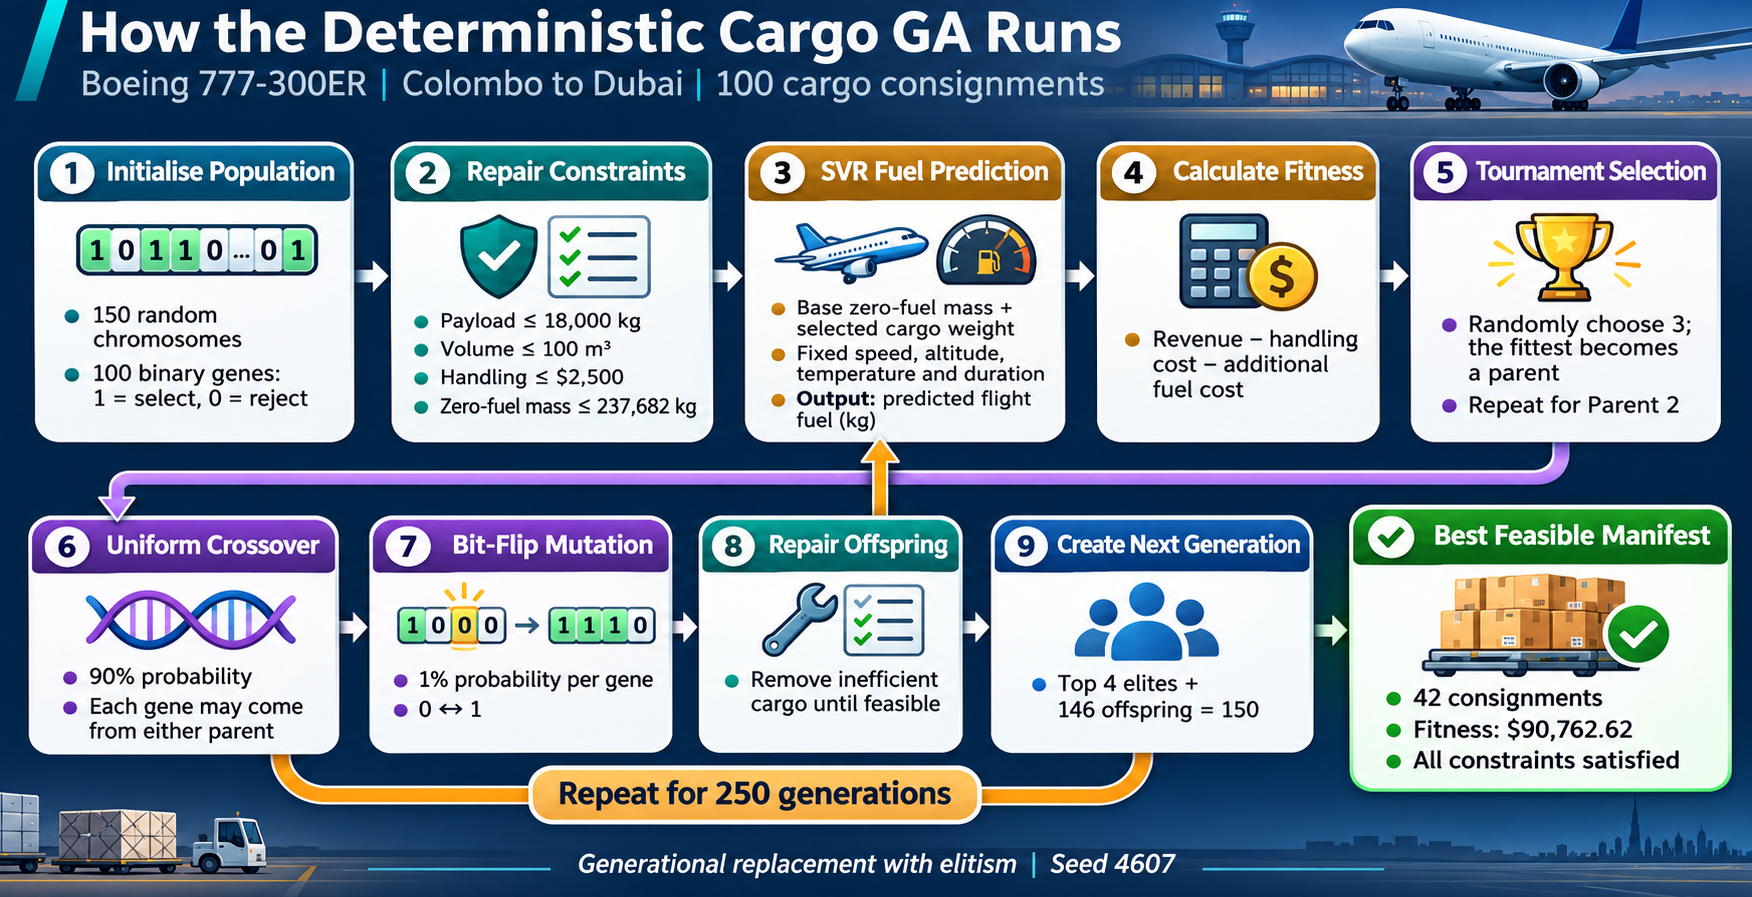 How the Deterministic Cargo GA Runs
Boeing 777-300ER | Colombo to Dubai | 100 cargo consignments
1 Initialise Population
1 0 1 1 0 ... 0 1
150 random
chromosomes
100 binary genes:
1 = select, 0 = reject
2 Repair Constraints
Payload ≤ 18,000 kg
Volume ≤ 100 m³
Handling ≤ $2,500
Zero-fuel mass ≤ 237,682 kg
3 SVR Fuel Prediction
Base zero-fuel mass +
selected cargo weight
Fixed speed, altitude,
temperature and duration
Output: predicted flight
fuel (kg)
4 Calculate Fitness
$
Revenue – handling
cost – additional
fuel cost
5 Tournament Selection
Randomly choose 3;
the fittest becomes
a parent
Repeat for Parent 2
6 Uniform Crossover
90% probability
Each gene may come
from either parent
7 Bit-Flip Mutation
1 0 0 0 → 1 1 1 0
1% probability per gene
0 ↔ 1
8 Repair Offspring
Remove inefficient
cargo until feasible
9 Create Next Generation
Top 4 elites +
146 offspring = 150
Best Feasible Manifest
42 consignments
Fitness: $90,762.62
All constraints satisfied
Repeat for 250 generations
Generational replacement with elitism | Seed 4607